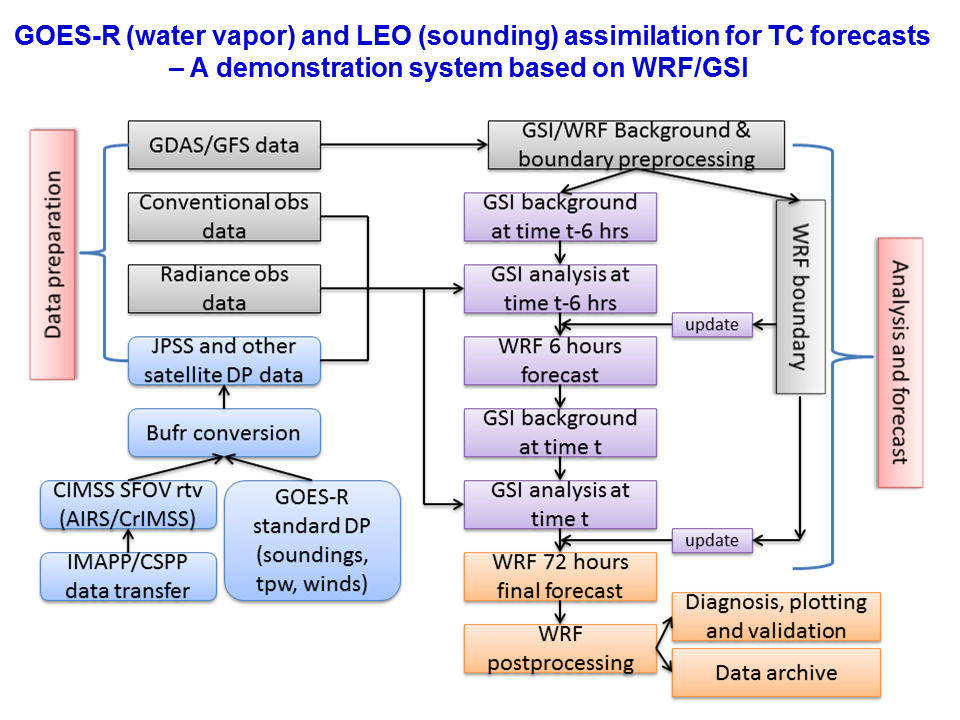 GOES-R (water vapor) and LEO (sounding) assimilation for TC forecasts
– A demonstration system based on WRF/GSI
Data preparation
GDAS/GFS data
Conventional obs
data
Radiance obs
data
JPSS and other
satellite DP data
Bufr conversion
CIMSS SFOV rtv
(AIRS/CrIMSS)
IMAPP/CSPP
data transfer
GOES-R
standard DP
(soundings,
tpw, winds)
GSI/WRF Background &
boundary preprocessing
GSI background
at time t-6 hrs
GSI analysis at
time t-6 hrs
update
WRF 6 hours
forecast
GSI background
at time t
GSI analysis at
time t
update
WRF 72 hours
final forecast
WRF
postprocessing
Diagnosis, plotting
and validation
Data archive
WRF boundary
Analysis and forecast